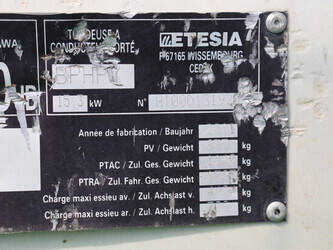 TONDEUSE A
CONDUCTEUR PORTE
ETESIA
F 67165 WISSEMBOURG
CEDEX
kW
N°
Année de fabrication / Baujahr
PV / Gewicht kg
PTAC / Zul. Ges. Gewicht kg
PTRA / Zul. Fahr. Ges. Gewicht kg
Charge maxi essieu av. / Zul. Achslast v. kg
Charge maxi essieu ar. / Zul. Achslast h. kg